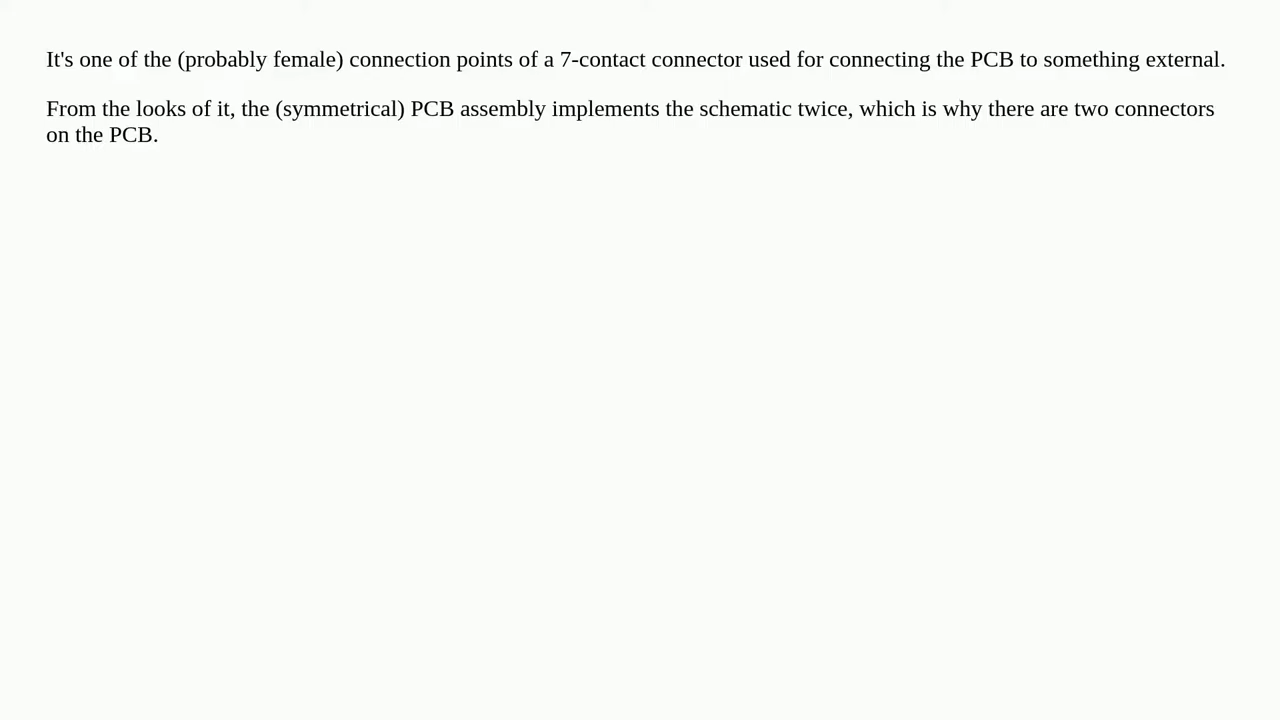 It's one of the (probably female) connection points of a 7-contact connector used for connecting the PCB to something external.
From the looks of it, the (symmetrical) PCB assembly implements the schematic twice, which is why there are two connectors
on the PCB.